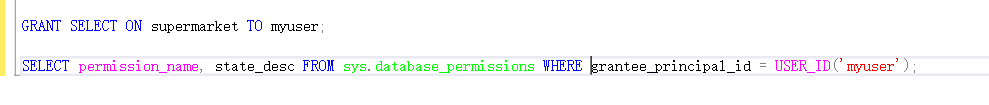 GRANT SELECT ON supermarket TO myuser;
SELECT permission_name, state_desc FROM sys.database_permissions WHERE grantee_principal_id = USER_ID('myuser');